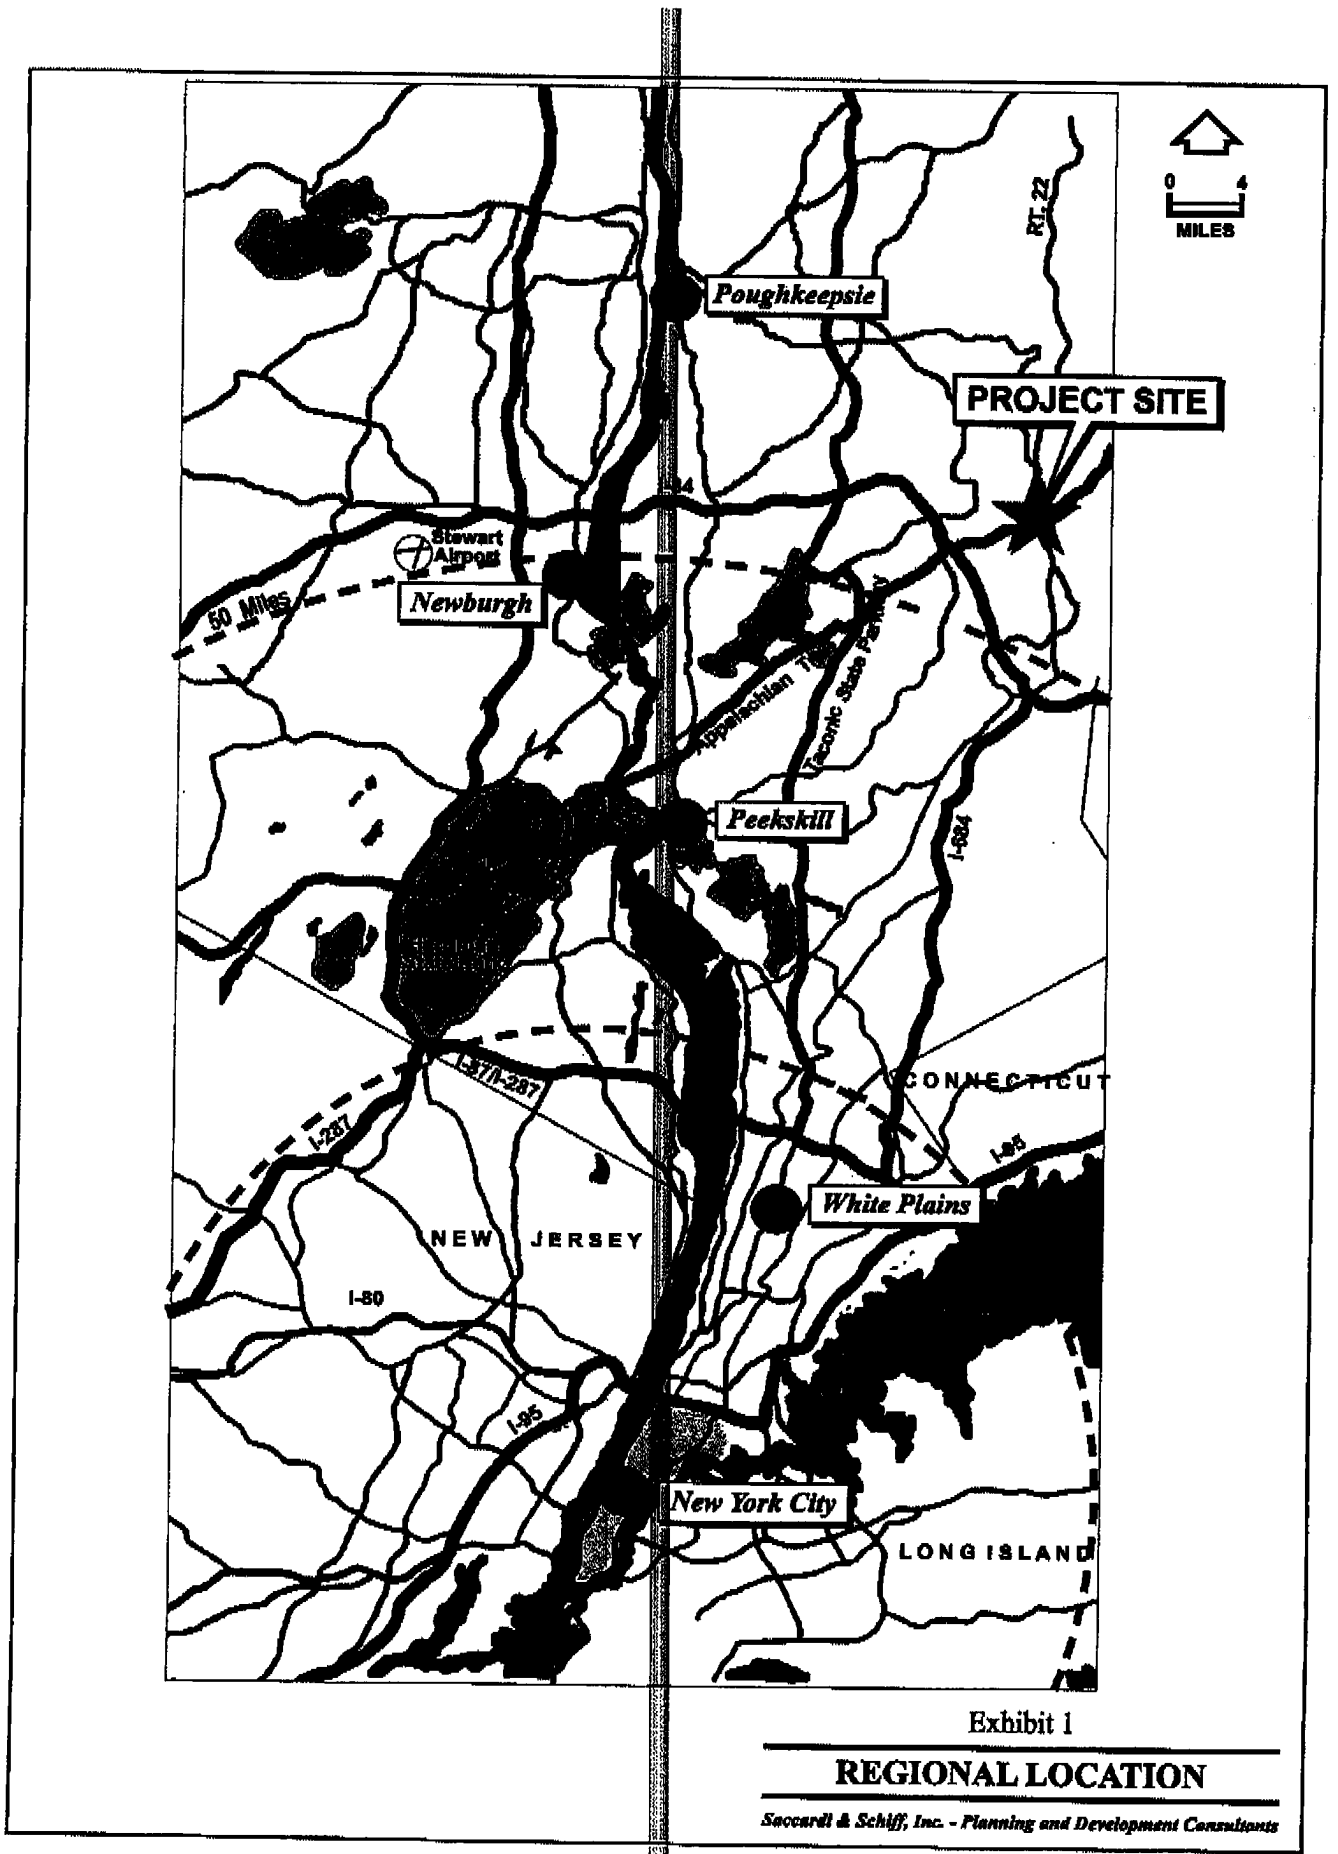 0 4
MILES
RT. 22
Poughkeepsie
PROJECT SITE
Stewart
Airport
50 Miles
Newburgh
Appalachian
Taconic State Parkway
Peekskill
I-684
I-87/I-287
CONNECTICUT
I-287
I-95
White Plains
NEW JERSEY
I-80
I-95
New York City
LONG ISLAND
Exhibit 1
REGIONAL LOCATION
Saccardi & Schiff, Inc. - Planning and Development Consultants